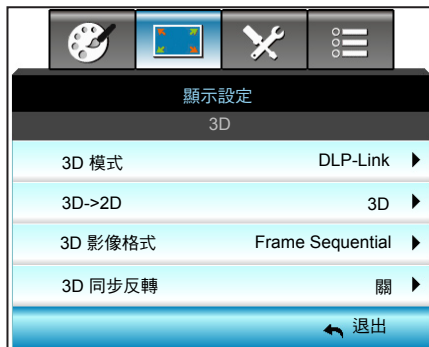 顯示設定
3D
3D 模式 DLP-Link
3D->2D 3D
3D 影像格式 Frame Sequential
3D 同步反轉 關
退出